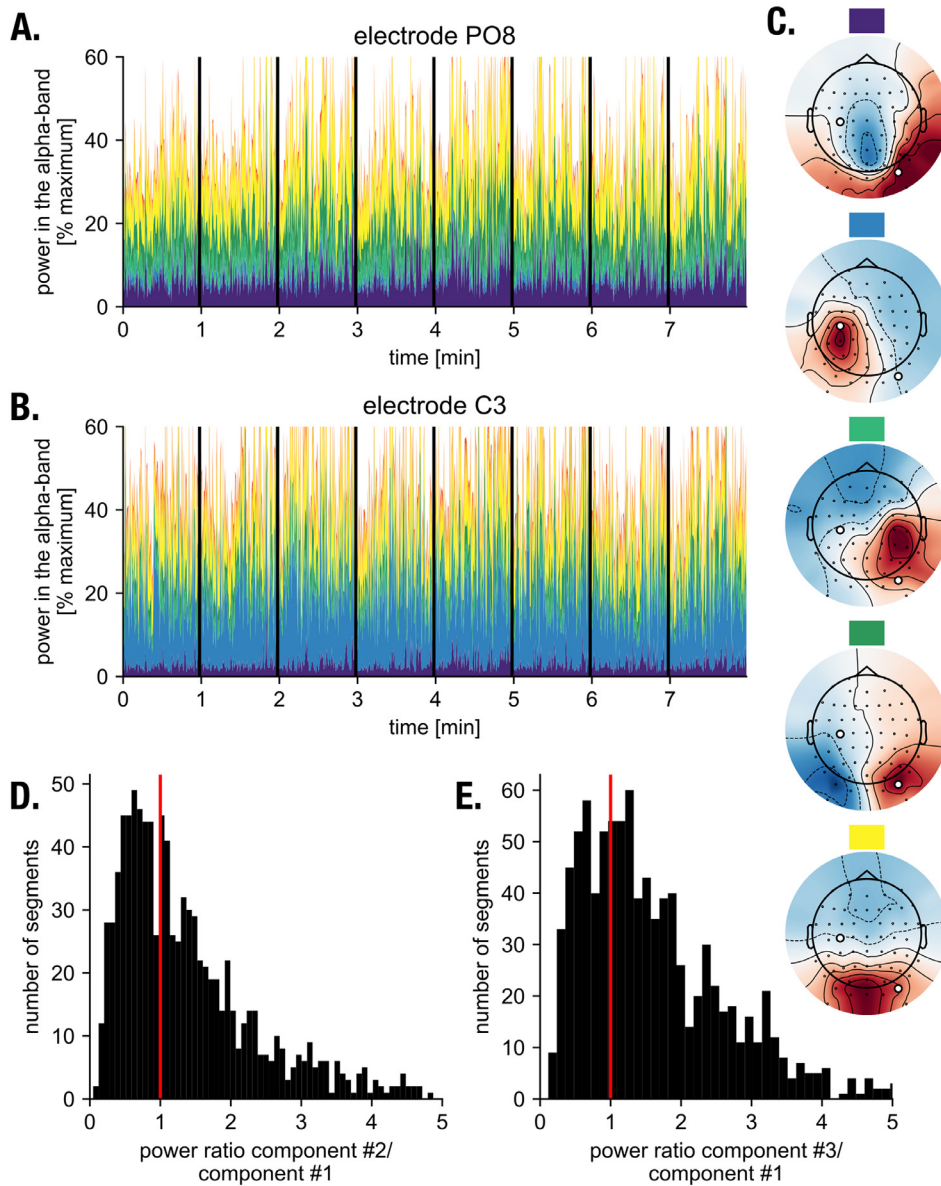 A.
electrode PO8
power in the alpha-band
[% maximum]
60
40
20
0
0 1 2 3 4 5 6 7
time [min]
B.
electrode C3
power in the alpha-band
[% maximum]
60
40
20
0
0 1 2 3 4 5 6 7
time [min]
C.
D.
number of segments
50
40
30
20
10
0
0 1 2 3 4 5
power ratio component #2/
component #1
E.
number of segments
60
50
40
30
20
10
0
0 1 2 3 4 5
power ratio component #3/
component #1